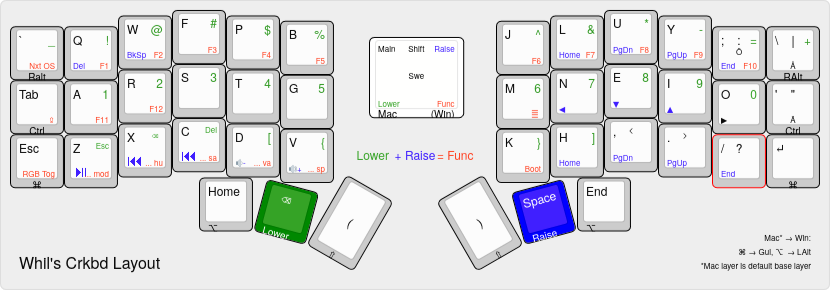 ` _ Nxt OS Ralt
Q ! Del F1
W @ BkSp F2
F # F3
P $ F4
B % F5
Main Shift Raise
Swe
Lower Func
Mac (Win)
J ^ F6
L & Home F7
U * PgDn F8
Y - PgUp F9
; : = Ö End F10
\ | + Å RAlt
Tab ⇧ Ctrl
A 1 F11
R 2 F12
S 3
T 4
G 5
M 6 ≣
N 7 ◄
E 8 ▼
I 9 ▲
O 0 ►
' " Ä Ctrl
Esc RGB Tog ⌘
Z Esc ⏯ ... mod
X ⌫ ⏮ ... hu
C Del ⏮ ... sa
D [ ... va
V { ... sp
Lower + Raise = Func
K } Boot
H ] Home
, ‹ PgDn
. › PgUp
/ ? End
↵ ⌘
Home ⌥
⌫ Lower
( ⇧
) ⇧
Space Raise
End ⌥
Whil's Crkbd Layout
Mac* → Win:
⌘ → Gui, ⌥ → LAlt
*Mac layer is default base layer